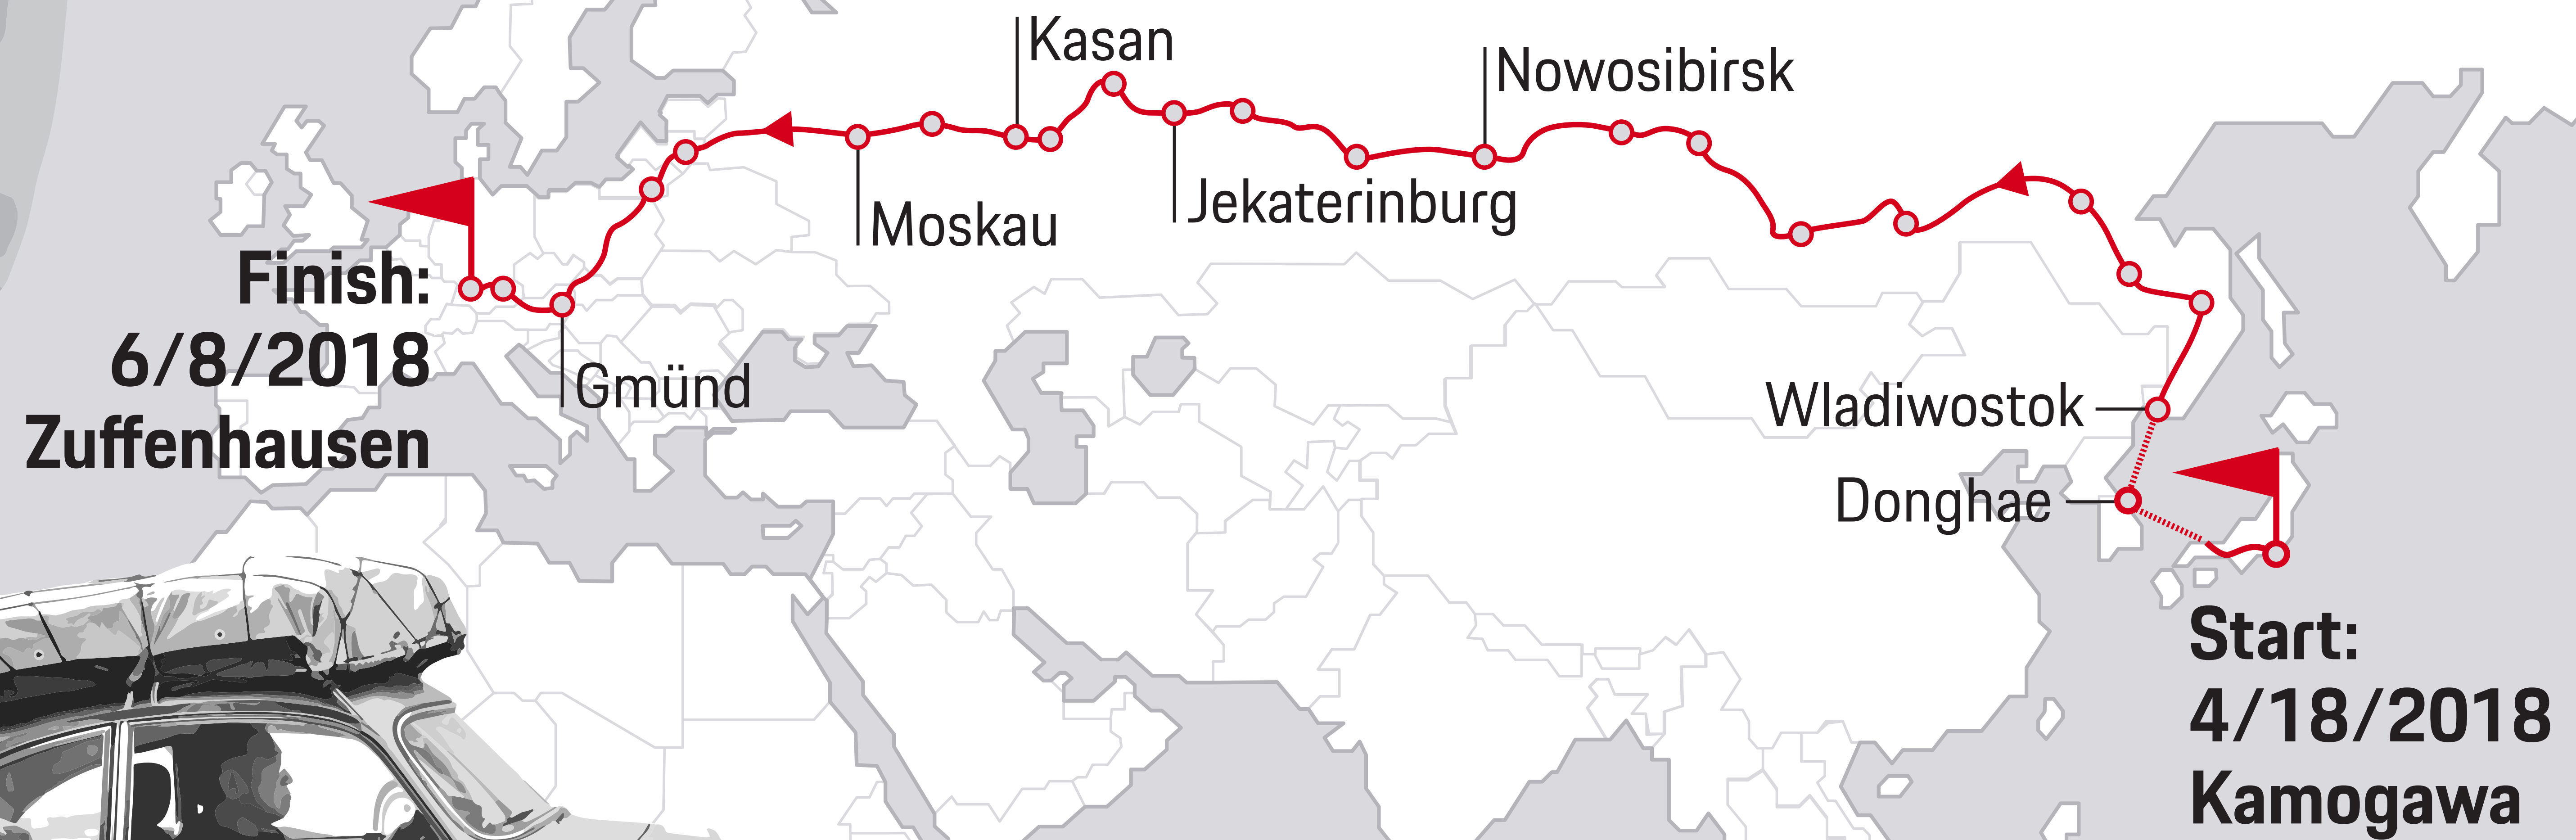 Kasan
Nowosibirsk
Moskau
Jekaterinburg
Finish:
6/8/2018
Zuffenhausen
Gmünd
Wladiwostok
Donghae
Start:
4/18/2018
Kamogawa